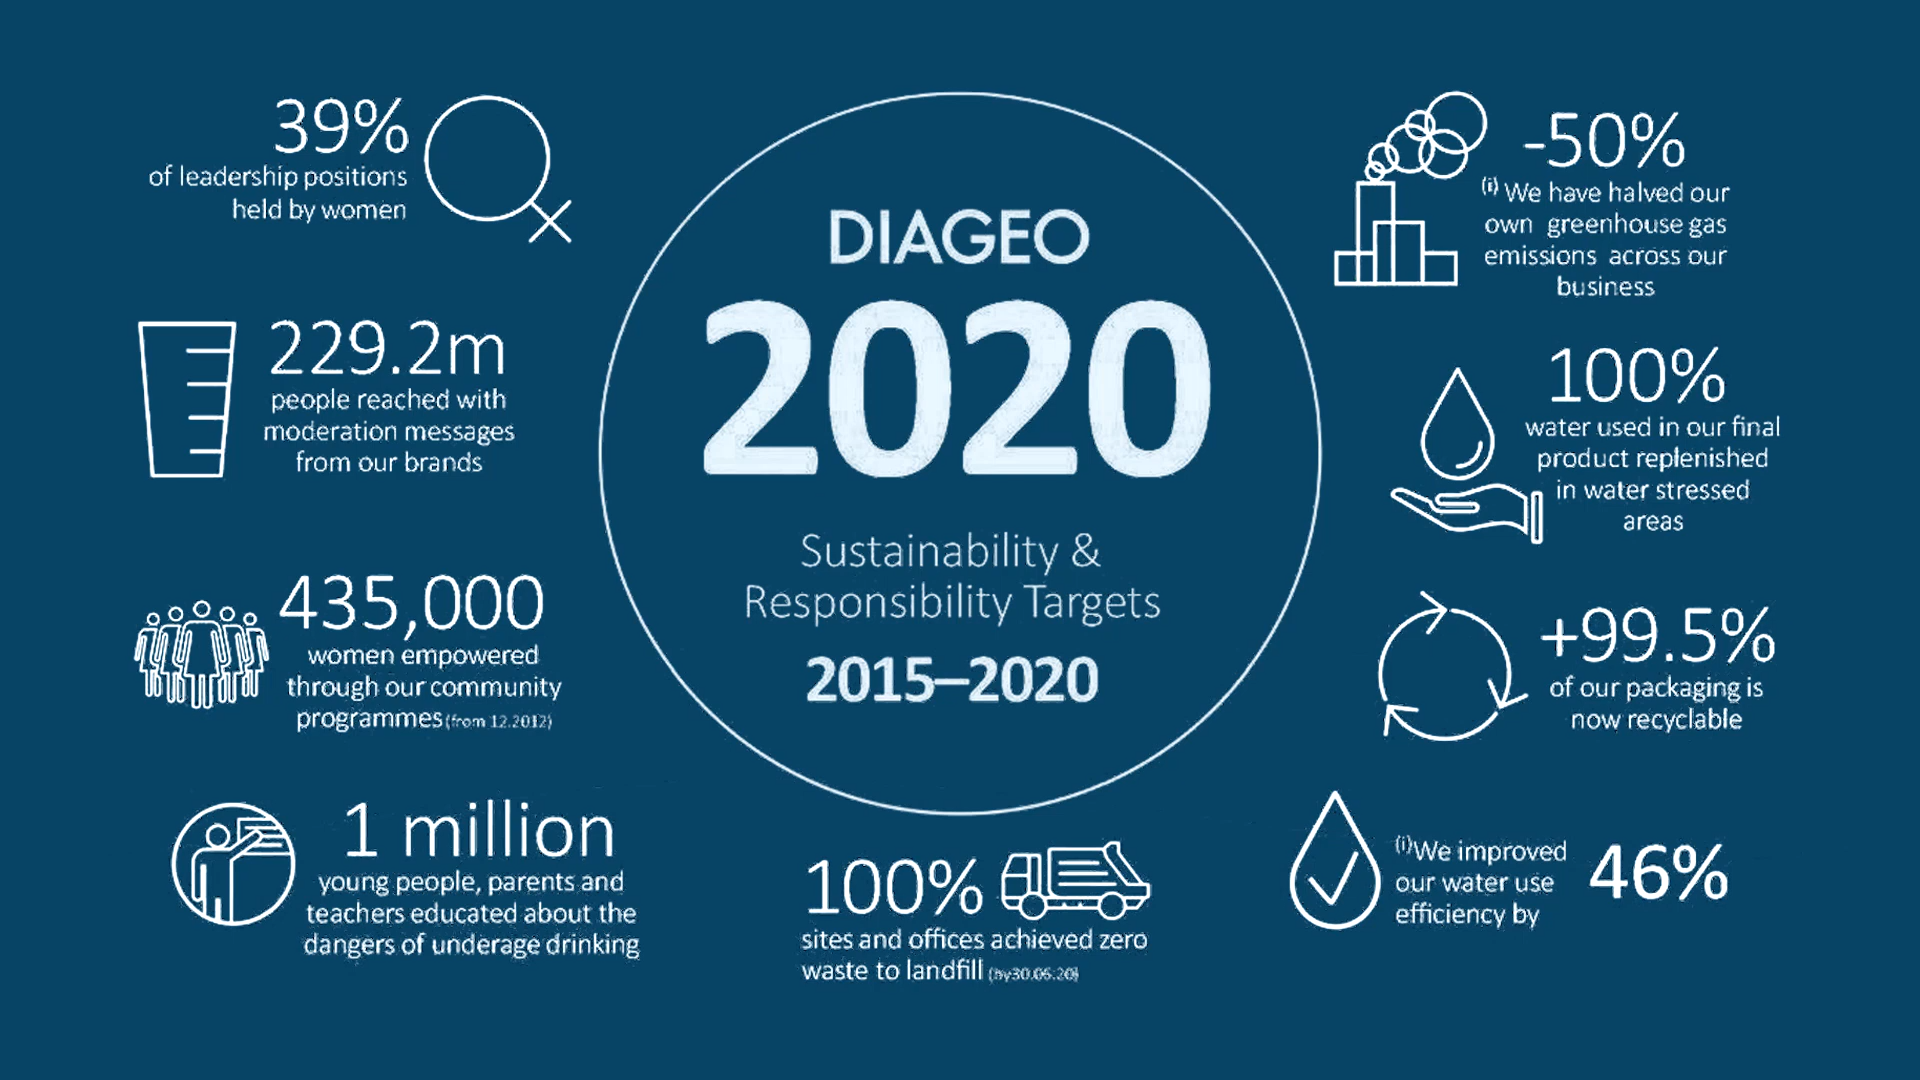 DIAGEO
2020
Sustainability &
Responsibility Targets
2015–2020
39%
of leadership positions
held by women
229.2m
people reached with
moderation messages
from our brands
435,000
women empowered
through our community
programmes (from 12.2012)
1 million
young people, parents and
teachers educated about the
dangers of underage drinking
100%
sites and offices achieved zero
waste to landfill (by 30.06.20)
-50%
(i) We have halved our
own greenhouse gas
emissions across our
business
100%
water used in our final
product replenished
in water stressed
areas
+99.5%
of our packaging is
now recyclable
(i) We improved
our water use
efficiency by
46%